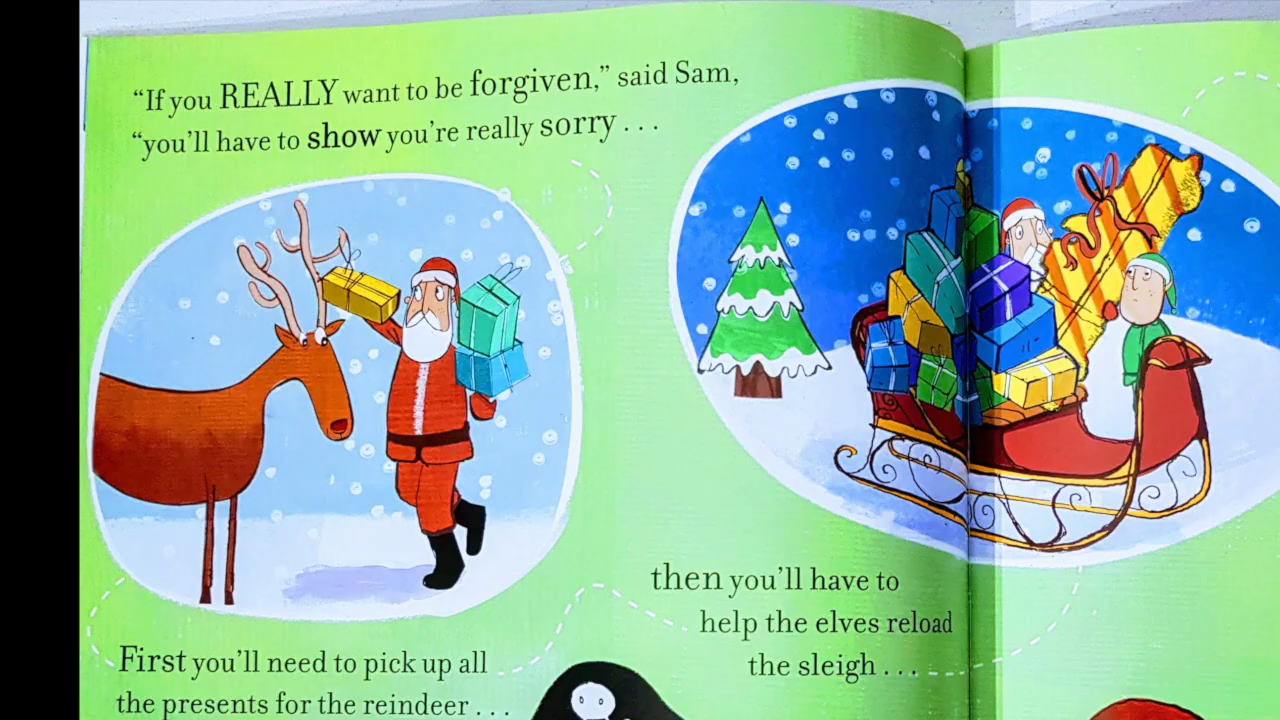 “If you REALLY want to be forgiven,” said Sam,
“you’ll have to show you’re really sorry . . .
First you’ll need to pick up all
the presents for the reindeer . . .
then you’ll have to
help the elves reload
the sleigh . . .